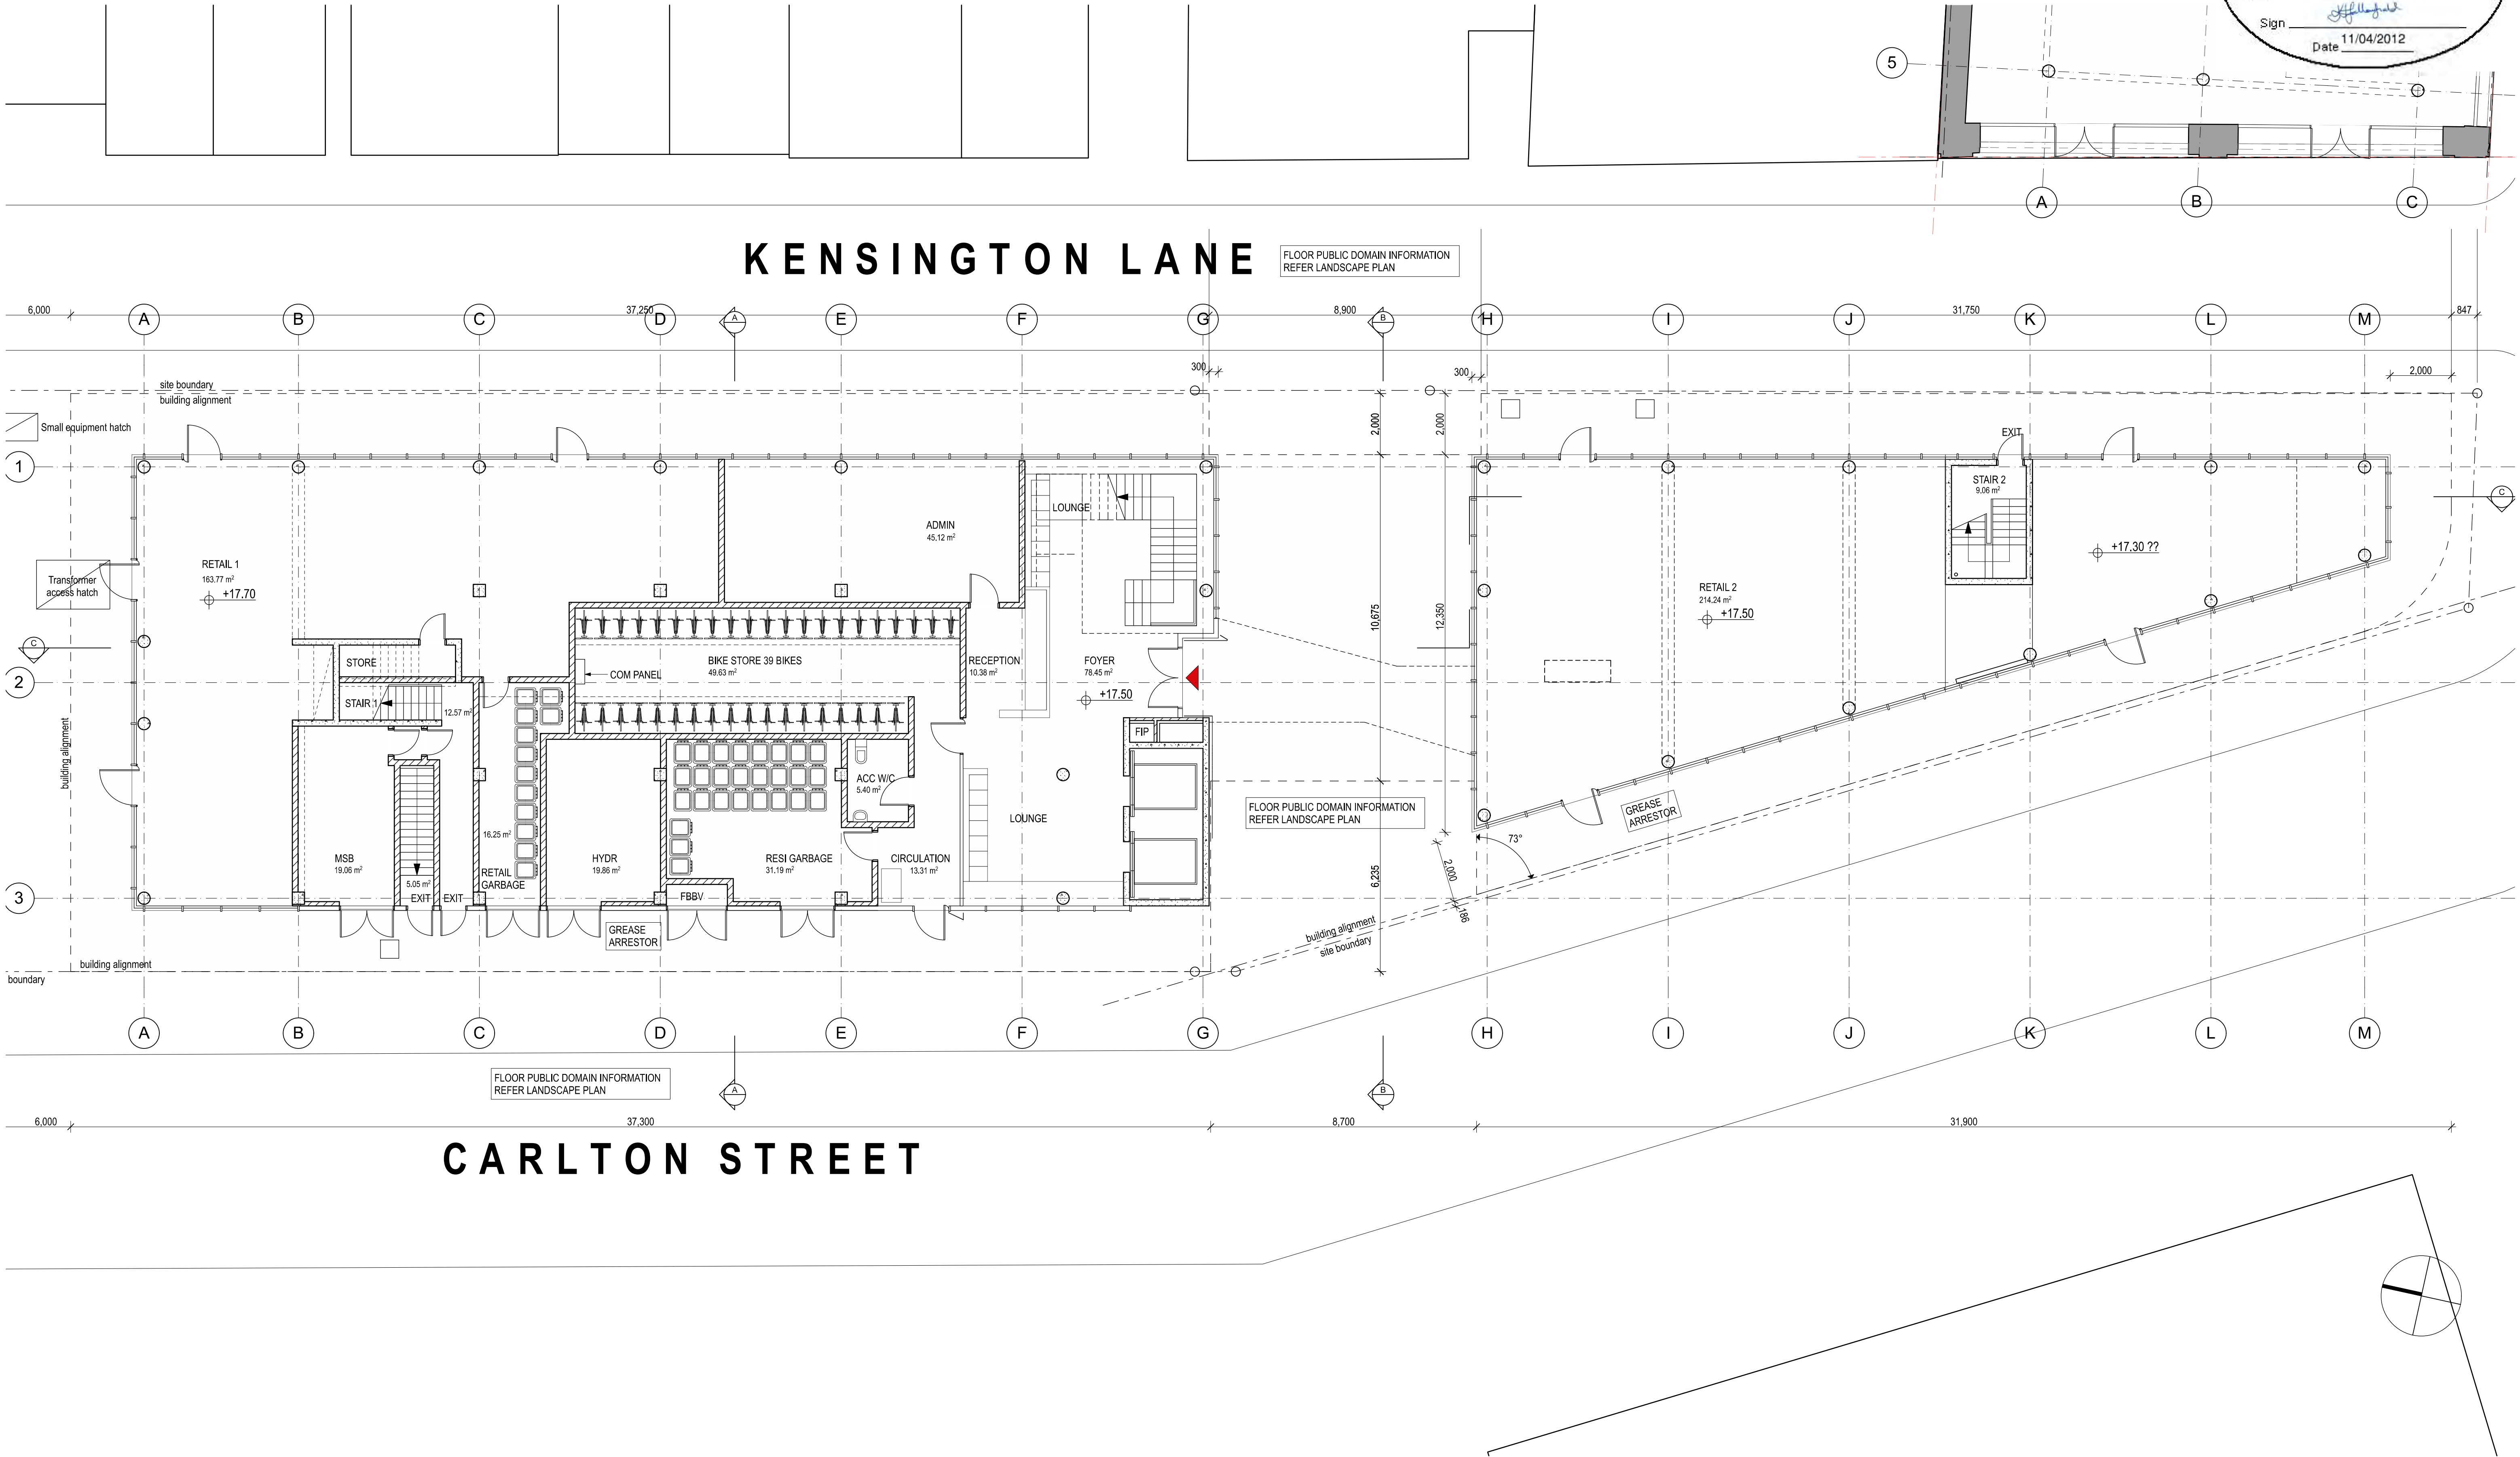 Sign
Date 11/04/2012
5
A
B
C
KENSINGTON LANE
FLOOR PUBLIC DOMAIN INFORMATION
REFER LANDSCAPE PLAN
6,000
37,250
8,900
31,750
847
A
B
C
D
A
E
F
G
B
H
I
J
K
L
M
300
300
2,000
site boundary
building alignment
Small equipment hatch
2,000
2,000
EXIT
1
STAIR 2
9.06 m²
C
LOUNGE
ADMIN
45.12 m²
+17.30 ??
RETAIL 1
163.77 m²
+17.70
Transformer
access hatch
RETAIL 2
214.24 m²
+17.50
10,675
12,350
C
STORE
BIKE STORE 39 BIKES
49.63 m²
COM PANEL
RECEPTION
10.38 m²
FOYER
78.45 m²
+17.50
2
STAIR 1
12.57 m²
FIP
building alignment
ACC W/C
5.40 m²
FLOOR PUBLIC DOMAIN INFORMATION
REFER LANDSCAPE PLAN
GREASE
ARRESTOR
LOUNGE
16.25 m²
73°
MSB
19.06 m²
HYDR
19.86 m²
RESI GARBAGE
31.19 m²
CIRCULATION
13.31 m²
2,000
6,235
RETAIL
GARBAGE
5.05 m²
EXIT
EXIT
FBBV
3
186
GREASE
ARRESTOR
building alignment
site boundary
building alignment
boundary
A
B
C
D
E
F
G
H
I
J
K
L
M
FLOOR PUBLIC DOMAIN INFORMATION
REFER LANDSCAPE PLAN
A
B
6,000
37,300
8,700
31,900
CARLTON STREET